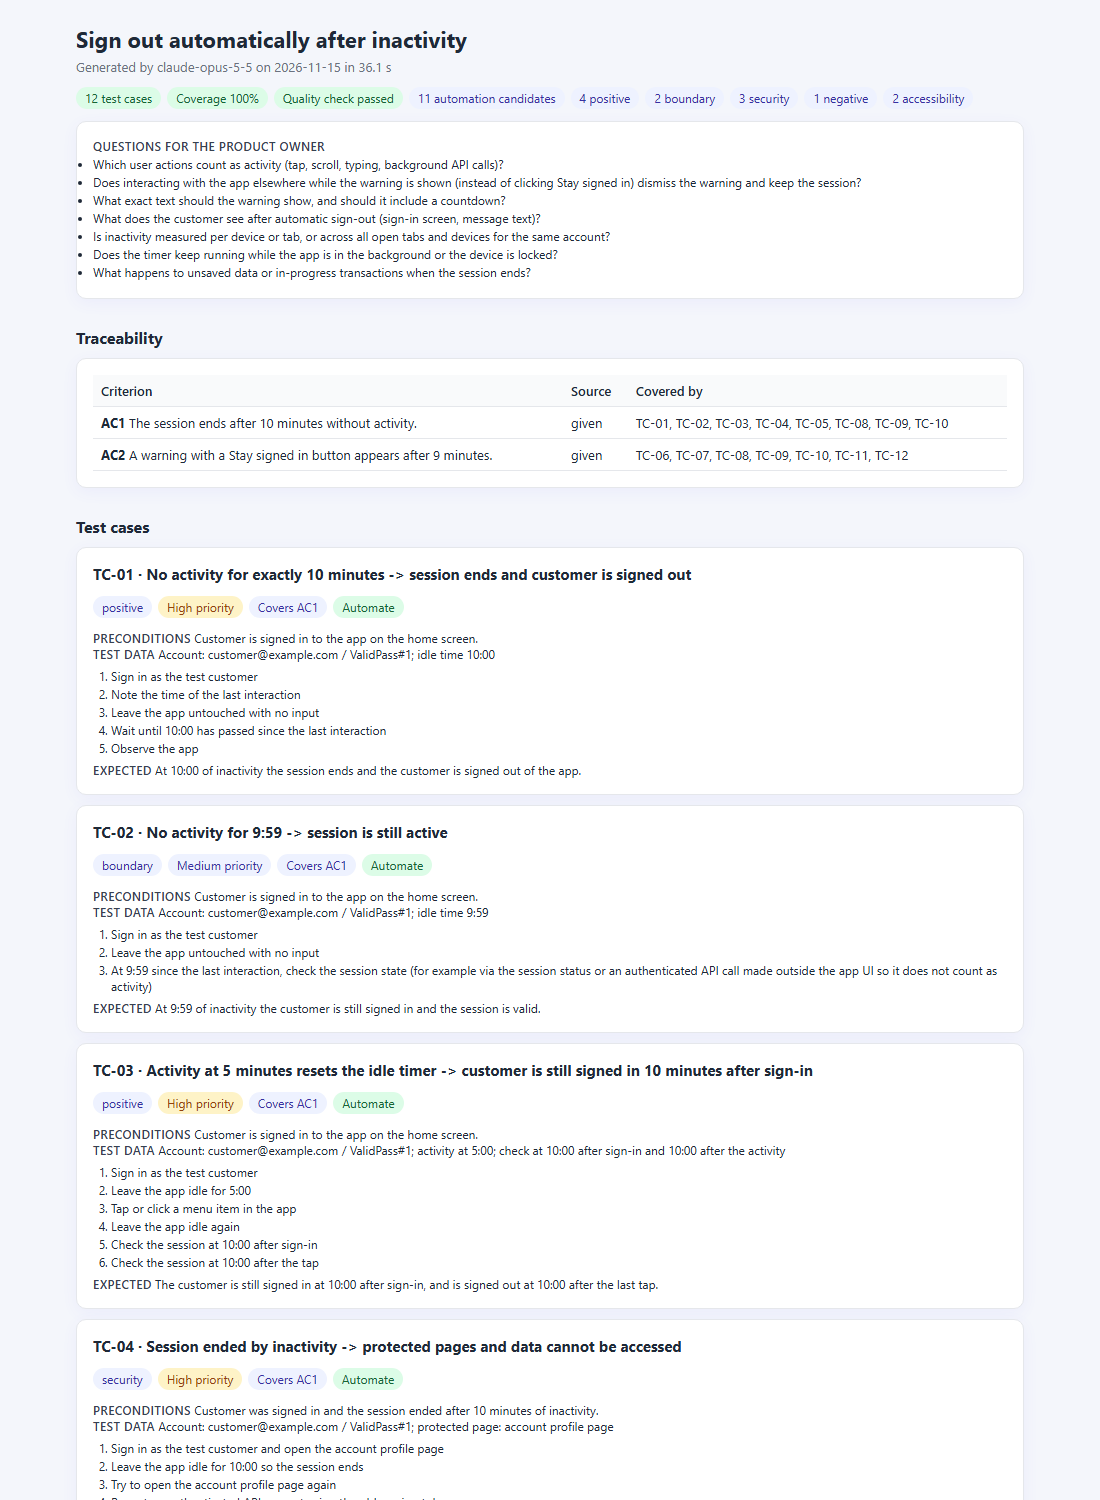 Sign out automatically after inactivity
Generated by claude-opus-5-5 on 2026-11-15 in 36.1 s
12 test cases Coverage 100% Quality check passed 11 automation candidates 4 positive 2 boundary 3 security 1 negative 2 accessibility
QUESTIONS FOR THE PRODUCT OWNER
• Which user actions count as activity (tap, scroll, typing, background API calls)?
• Does interacting with the app elsewhere while the warning is shown (instead of clicking Stay signed in) dismiss the warning and keep the session?
• What exact text should the warning show, and should it include a countdown?
• What does the customer see after automatic sign-out (sign-in screen, message text)?
• Is inactivity measured per device or tab, or across all open tabs and devices for the same account?
• Does the timer keep running while the app is in the background or the device is locked?
• What happens to unsaved data or in-progress transactions when the session ends?
Traceability
Criterion Source Covered by
AC1 The session ends after 10 minutes without activity. given TC-01, TC-02, TC-03, TC-04, TC-05, TC-08, TC-09, TC-10
AC2 A warning with a Stay signed in button appears after 9 minutes. given TC-06, TC-07, TC-08, TC-09, TC-10, TC-11, TC-12
Test cases
TC-01 · No activity for exactly 10 minutes -> session ends and customer is signed out
positive High priority Covers AC1 Automate
PRECONDITIONS Customer is signed in to the app on the home screen.
TEST DATA Account: customer@example.com / ValidPass#1; idle time 10:00
1. Sign in as the test customer
2. Note the time of the last interaction
3. Leave the app untouched with no input
4. Wait until 10:00 has passed since the last interaction
5. Observe the app
EXPECTED At 10:00 of inactivity the session ends and the customer is signed out of the app.
TC-02 · No activity for 9:59 -> session is still active
boundary Medium priority Covers AC1 Automate
PRECONDITIONS Customer is signed in to the app on the home screen.
TEST DATA Account: customer@example.com / ValidPass#1; idle time 9:59
1. Sign in as the test customer
2. Leave the app untouched with no input
3. At 9:59 since the last interaction, check the session state (for example via the session status or an authenticated API call made outside the app UI so it does not count as
activity)
EXPECTED At 9:59 of inactivity the customer is still signed in and the session is valid.
TC-03 · Activity at 5 minutes resets the idle timer -> customer is still signed in 10 minutes after sign-in
positive High priority Covers AC1 Automate
PRECONDITIONS Customer is signed in to the app on the home screen.
TEST DATA Account: customer@example.com / ValidPass#1; activity at 5:00; check at 10:00 after sign-in and 10:00 after the activity
1. Sign in as the test customer
2. Leave the app idle for 5:00
3. Tap or click a menu item in the app
4. Leave the app idle again
5. Check the session at 10:00 after sign-in
6. Check the session at 10:00 after the tap
EXPECTED The customer is still signed in at 10:00 after sign-in, and is signed out at 10:00 after the last tap.
TC-04 · Session ended by inactivity -> protected pages and data cannot be accessed
security High priority Covers AC1 Automate
PRECONDITIONS Customer was signed in and the session ended after 10 minutes of inactivity.
TEST DATA Account: customer@example.com / ValidPass#1; protected page: account profile page
1. Sign in as the test customer and open the account profile page
2. Leave the app idle for 10:00 so the session ends
3. Try to open the account profile page again